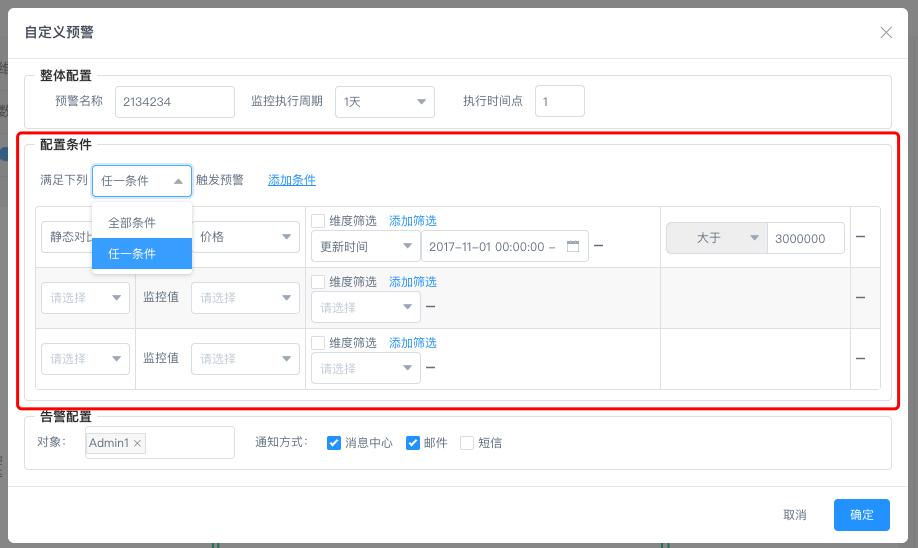 自定义预警
整体配置
预警名称 2134234 监控执行周期 1天 执行时间点 1
配置条件
满足下列 任一条件 触发预警 添加条件
全部条件
任一条件
静态对比 价格 维度筛选 添加筛选
更新时间 2017-11-01 00:00:00 – 大于 3000000
请选择 监控值 请选择 维度筛选 添加筛选
请选择
请选择 监控值 请选择 维度筛选 添加筛选
请选择
告警配置
对象： Admin1 × 通知方式： 消息中心 邮件 短信
取消 确定